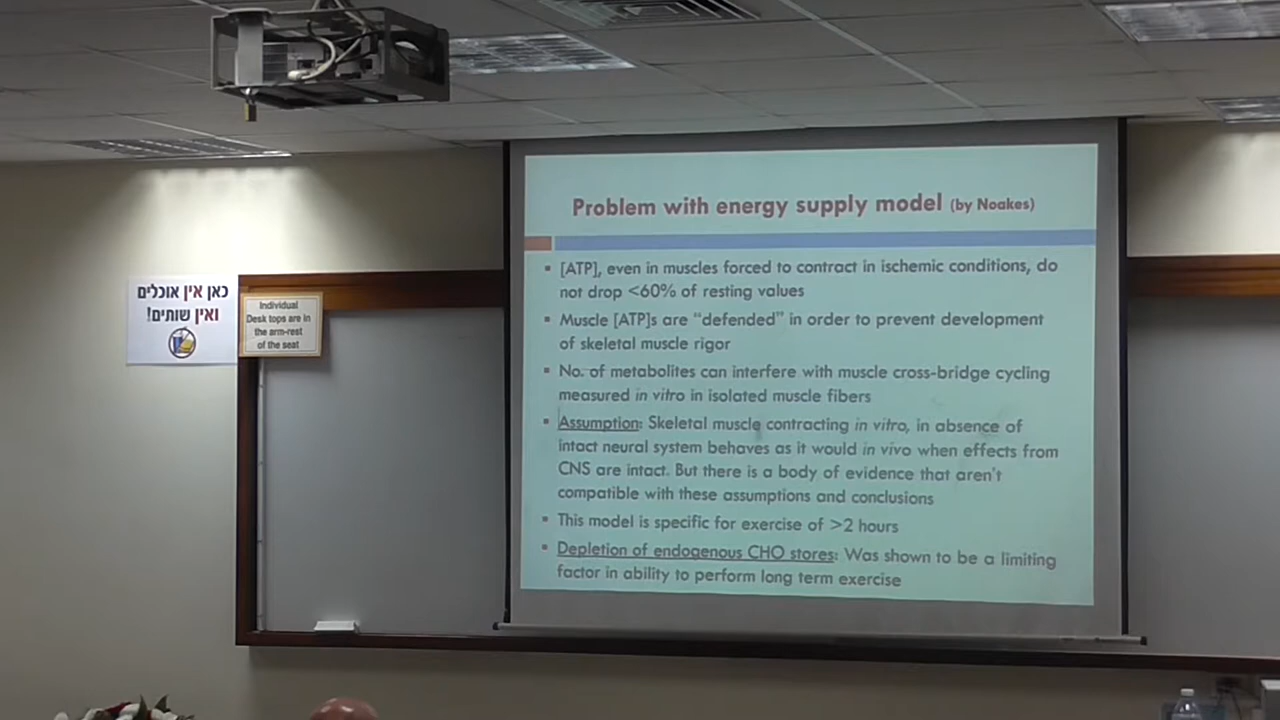 Problem with energy supply model (by Noakes)
[ATP], even in muscles forced to contract in ischemic conditions, do
not drop <60% of resting values
Muscle [ATP]s are “defended” in order to prevent development
of skeletal muscle rigor
No. of metabolites can interfere with muscle cross-bridge cycling
measured in vitro in isolated muscle fibers
Assumption: Skeletal muscle contracting in vitro, in absence of
intact neural system behaves as it would in vivo when effects from
CNS are intact. But there is a body of evidence that aren't
compatible with these assumptions and conclusions
This model is specific for exercise of >2 hours
Depletion of endogenous CHO stores: Was shown to be a limiting
factor in ability to perform long term exercise
כאן אין אוכלים
ואין שותים!
Individual
Desk tops are in
the arm-rest
of the seat